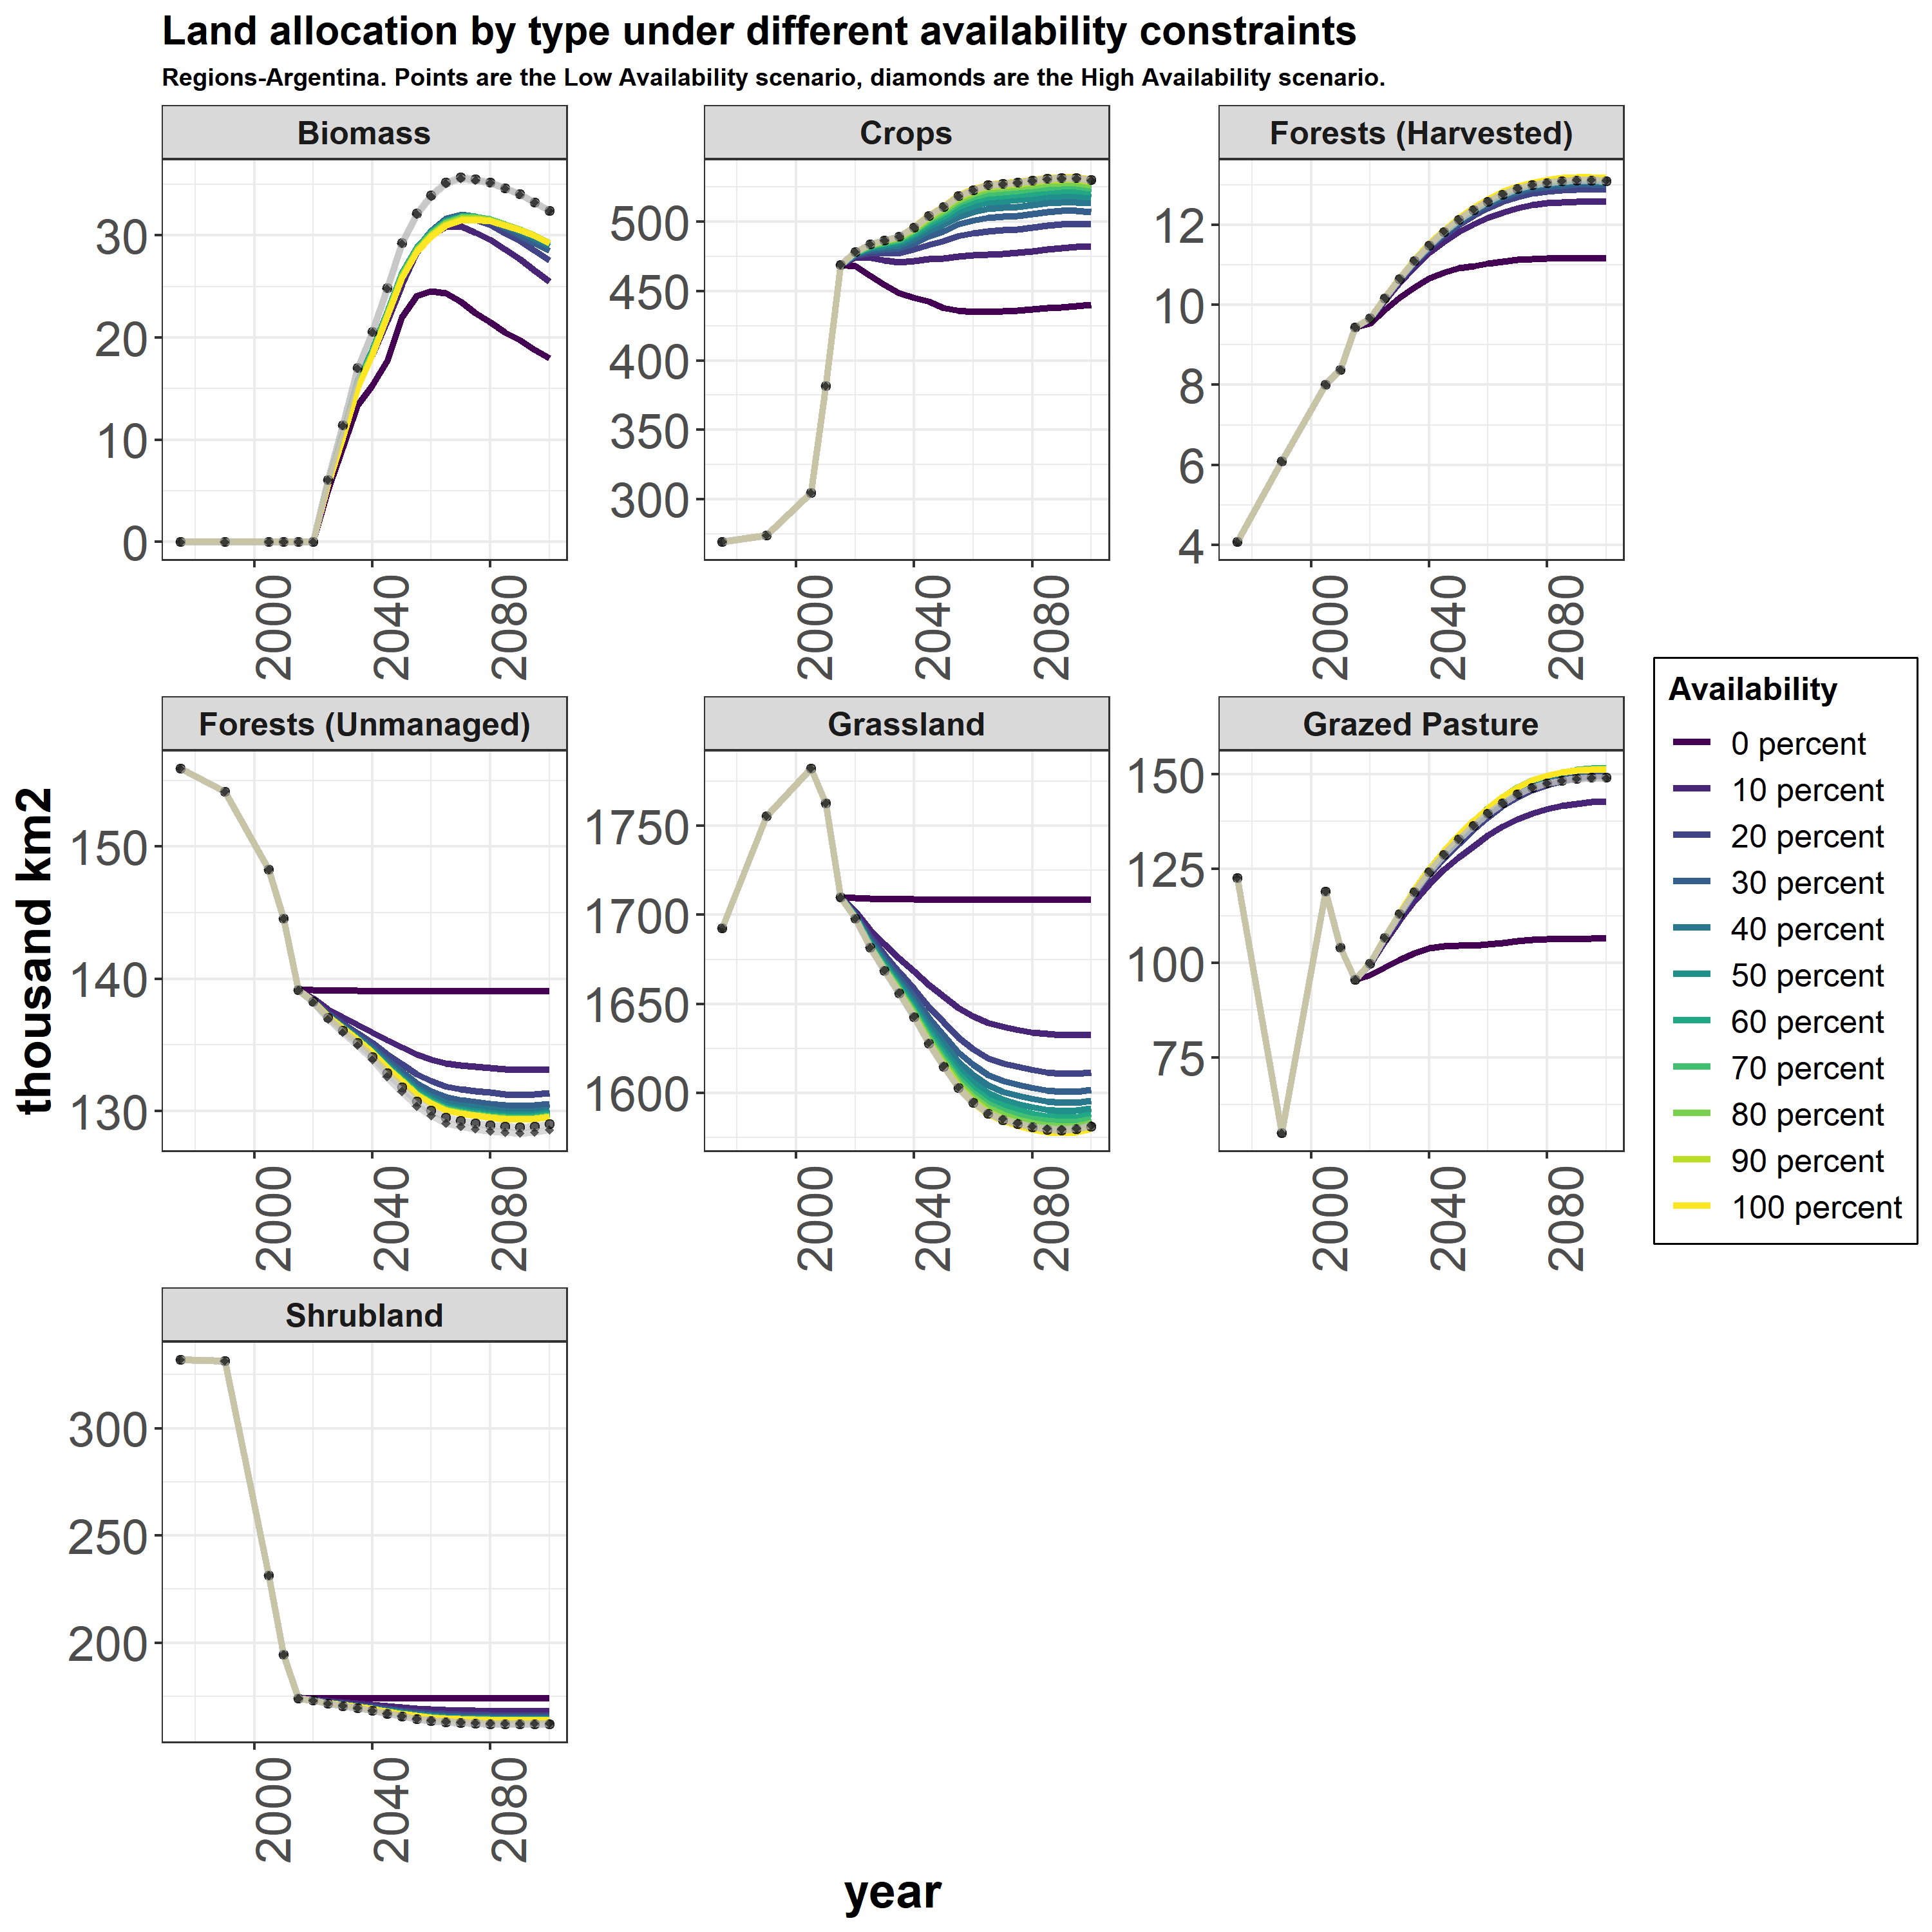 Land allocation by type under different availability constraints
Regions-Argentina. Points are the Low Availability scenario, diamonds are the High Availability scenario.
Biomass
Crops
Forests (Harvested)
30
20
10
0
500
450
400
350
300
12
10
8
6
4
2000
2040
2080
2000
2040
2080
2000
2040
2080
Forests (Unmanaged)
Grassland
Grazed Pasture
150
140
130
1750
1700
1650
1600
150
125
100
75
2000
2040
2080
2000
2040
2080
2000
2040
2080
Shrubland
300
250
200
2000
2040
2080
thousand km2
year
Availability
0 percent
10 percent
20 percent
30 percent
40 percent
50 percent
60 percent
70 percent
80 percent
90 percent
100 percent